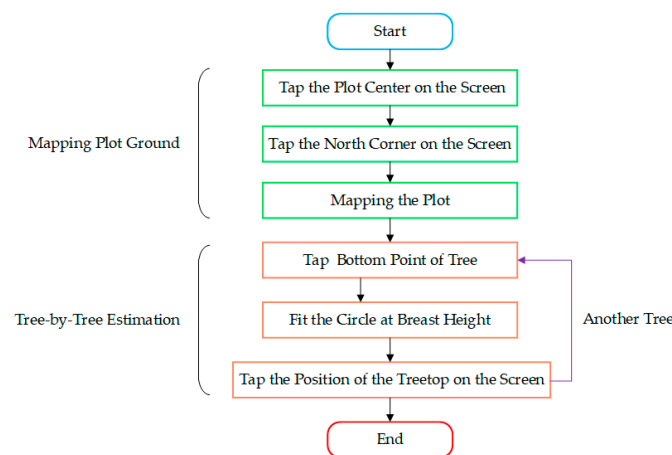 Start
Tap the Plot Center on the Screen
Mapping Plot Ground
Tap the North Corner on the Screen
Mapping the Plot
Tap Bottom Point of Tree
Tree-by-Tree Estimation
Fit the Circle at Breast Height
Another Tree
Tap the Position of the Treetop on the Screen
End